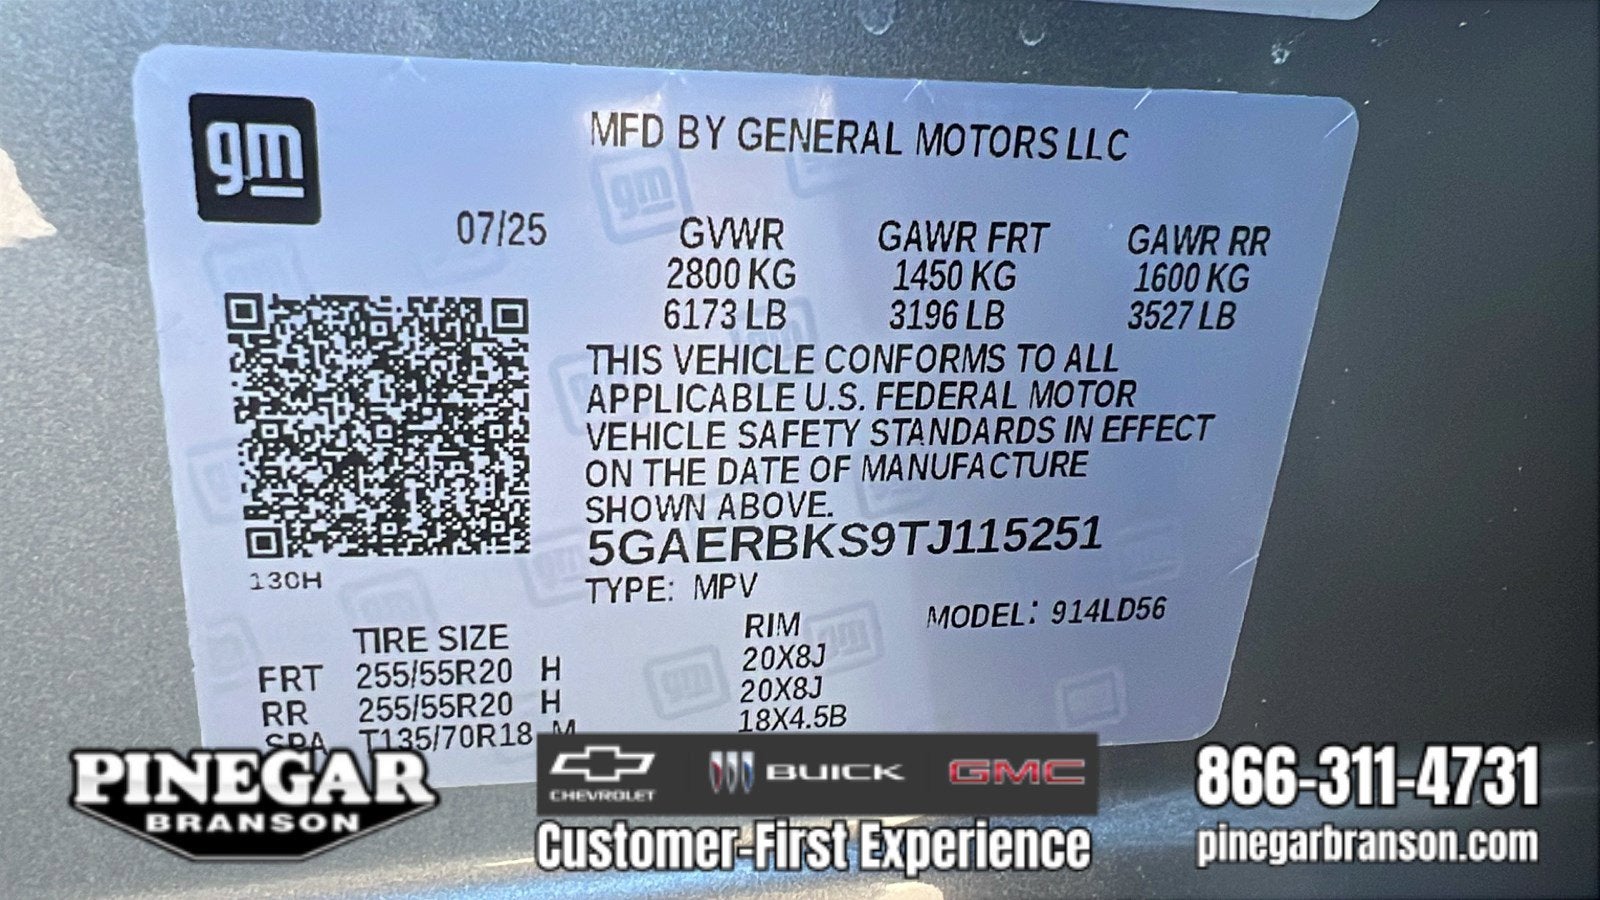 gm
MFD BY GENERAL MOTORS LLC
07/25
GVWR GAWR FRT GAWR RR
2800 KG 1450 KG 1600 KG
6173 LB 3196 LB 3527 LB
THIS VEHICLE CONFORMS TO ALL
APPLICABLE U.S. FEDERAL MOTOR
VEHICLE SAFETY STANDARDS IN EFFECT
ON THE DATE OF MANUFACTURE
SHOWN ABOVE.
5GAERBKS9TJ115251
130H
TYPE: MPV
MODEL: 914LD56
TIRE SIZE RIM
FRT 255/55R20 H 20X8J
RR 255/55R20 H 20X8J
SPA T135/70R18 M 18X4.5B
PINEGAR
BRANSON
CHEVROLET BUICK GMC
Customer-First Experience
866-311-4731
pinegarbranson.com